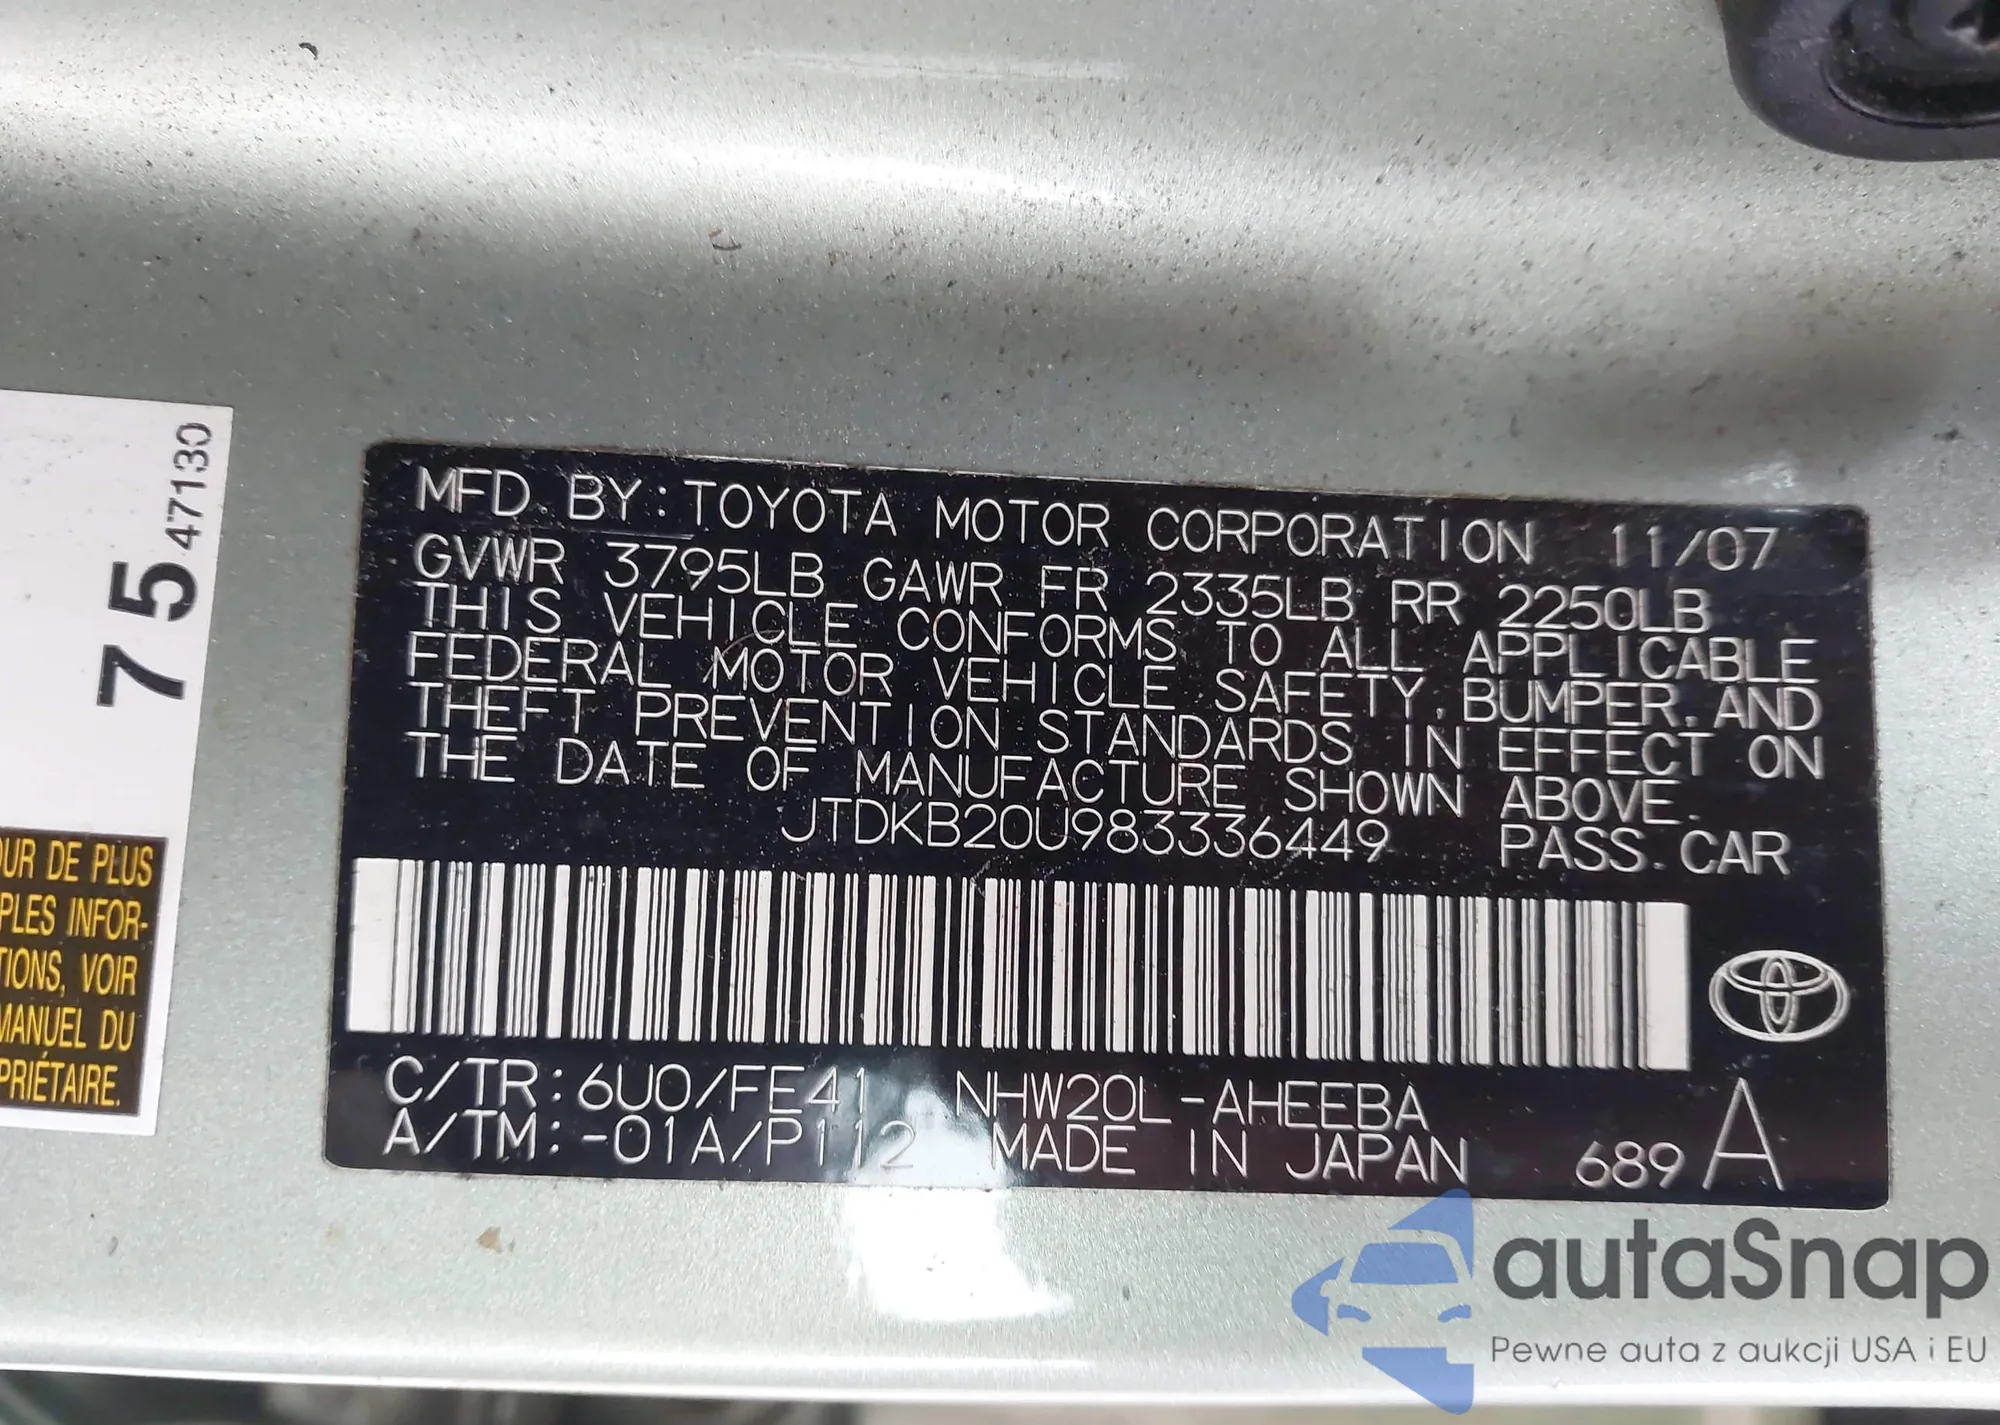 MFD. BY: TOYOTA MOTOR CORPORATION 11/07
GVWR 3795LB GAWR FR 2335LB RR 2250LB
THIS VEHICLE CONFORMS TO ALL APPLICABLE
FEDERAL MOTOR VEHICLE SAFETY, BUMPER, AND
THEFT PREVENTION STANDARDS IN EFFECT ON
THE DATE OF MANUFACTURE SHOWN ABOVE.
JTDKB20U983336449 PASS. CAR
C/TR: 6U0/FE41 NHW20L-AHEEBA
A/TM: -01A/P112 MADE IN JAPAN 689 A
75 471130
OUR DE PLUS
PLES INFOR-
TIONS, VOIR
MANUEL DU
PRIÉTAIRE.
autaSnap
Pewne auta z aukcji USA i EU